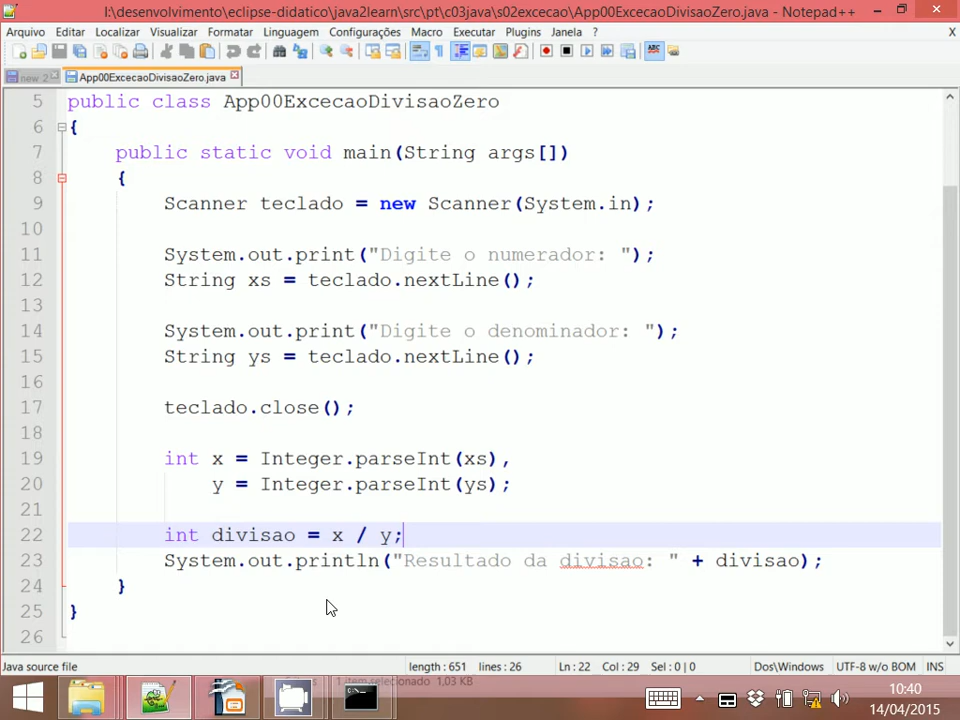 I:\desenvolvimento\eclipse-didatico\java2learn\src\pt\c03java\s02excecao\App00ExcecaoDivisaoZero.java - Notepad++
Arquivo Editar Localizar Visualizar Formatar Linguagem Configurações Macro Executar Plugins Janela ? X
new 2 App00ExcecaoDivisaoZero.java
5 public class App00ExcecaoDivisaoZero
6 {
7 public static void main(String args[])
8 {
9 Scanner teclado = new Scanner(System.in);
10
11 System.out.print("Digite o numerador: ");
12 String xs = teclado.nextLine();
13
14 System.out.print("Digite o denominador: ");
15 String ys = teclado.nextLine();
16
17 teclado.close();
18
19 int x = Integer.parseInt(xs),
20 y = Integer.parseInt(ys);
21
22 int divisao = x / y;
23 System.out.println("Resultado da divisao: " + divisao);
24 }
25 }
26
Java source file length : 651 lines : 26 Ln : 22 Col : 29 Sel : 0 | 0 Dos\Windows UTF-8 w/o BOM INS
1 item selecionado 1,03 KB
10:40
14/04/2015